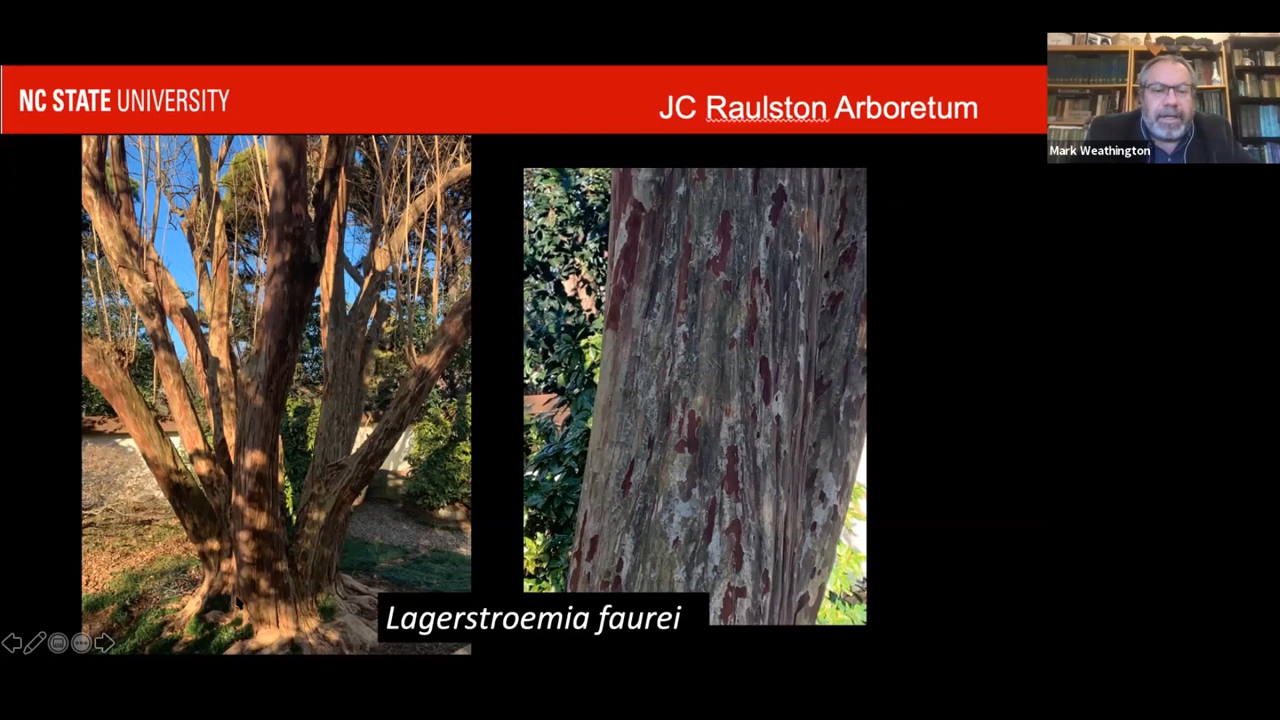 NC STATE UNIVERSITY
JC Raulston Arboretum
Mark Weathington
Lagerstroemia faurei